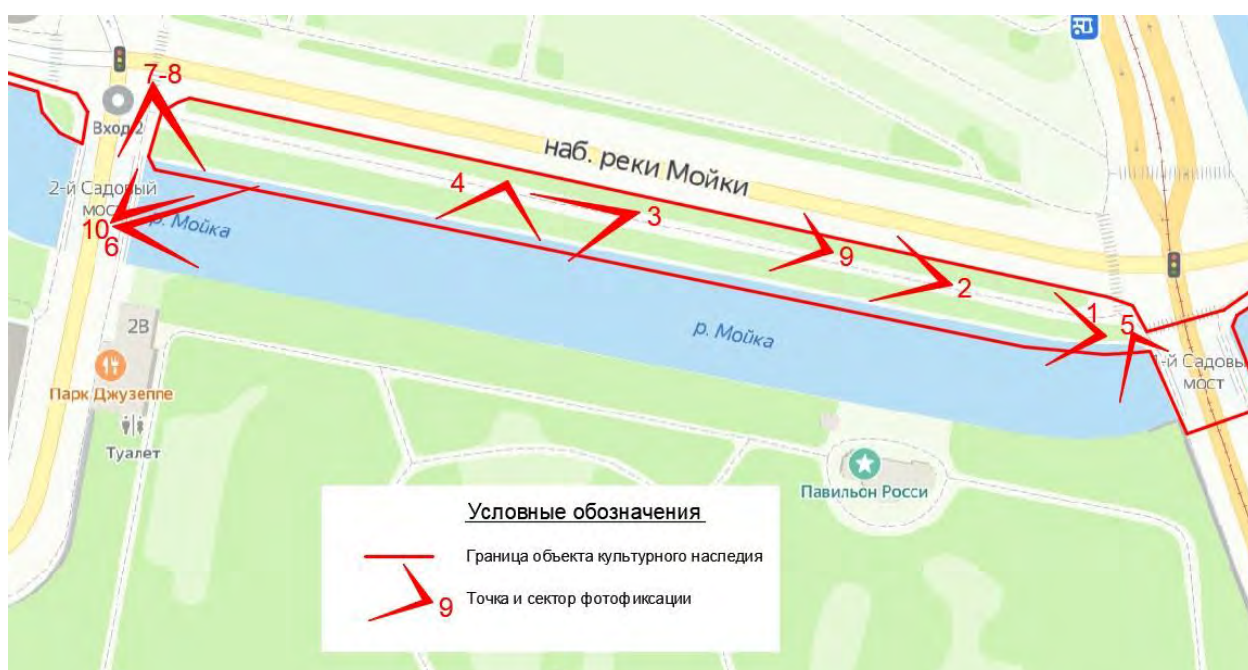 7-8
Вход 2
наб. реки Мойки
2-й Садовый
мост
р. Мойка
10
6
4
3
9
2
1
5
1-й Садовы
мост
р. Мойка
2В
Парк Джузеппе
Туалет
Павильон Росси
Условные обозначения
Граница объекта культурного наследия
9
Точка и сектор фотофиксации